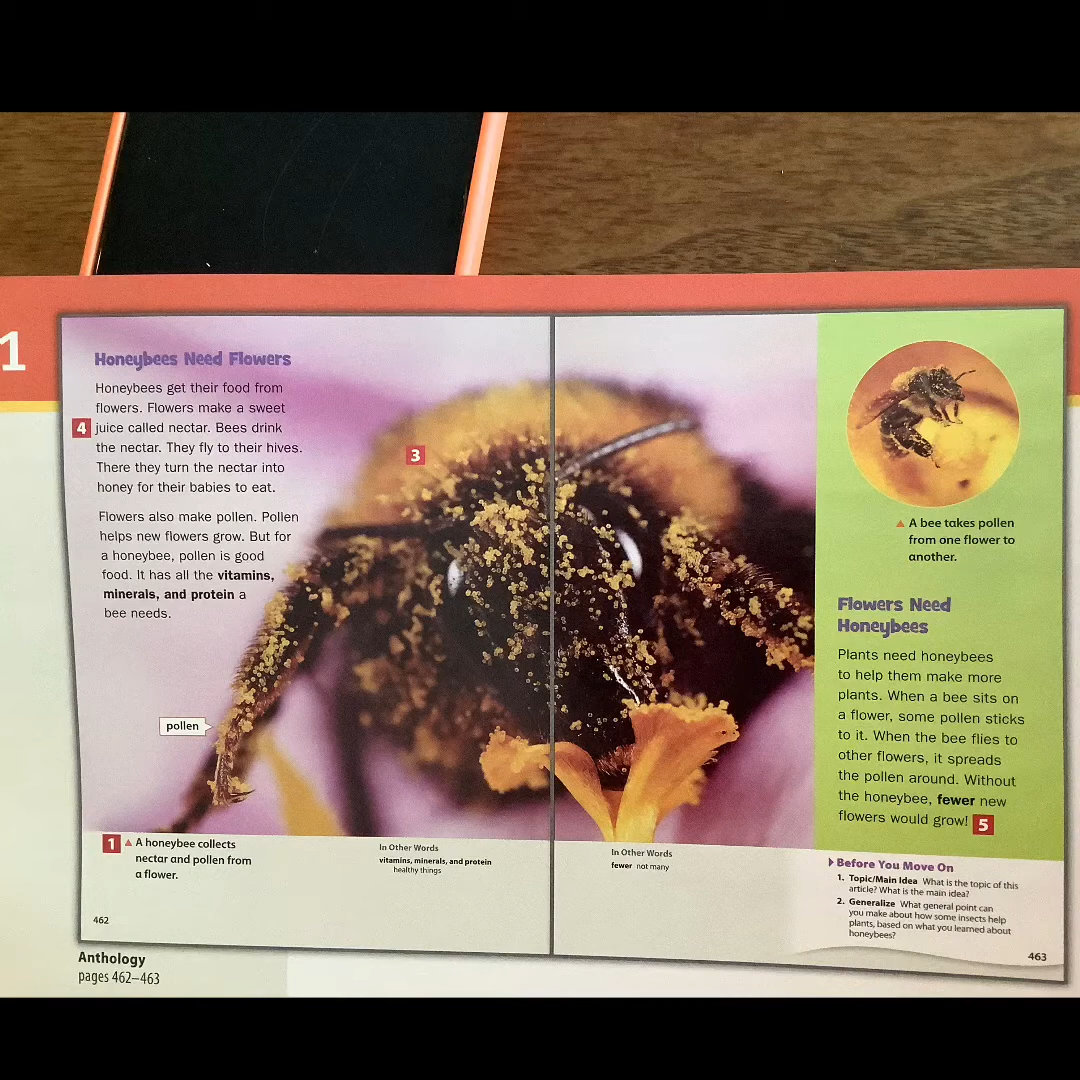 1
Honeybees Need Flowers
Honeybees get their food from
flowers. Flowers make a sweet
4
juice called nectar. Bees drink
the nectar. They fly to their hives.
There they turn the nectar into
honey for their babies to eat.
Flowers also make pollen. Pollen
helps new flowers grow. But for
a honeybee, pollen is good
food. It has all the vitamins,
minerals, and protein a
bee needs.
3
pollen
1
A honeybee collects
nectar and pollen from
a flower.
In Other Words
vitamins, minerals, and protein
healthy things
462
A bee takes pollen
from one flower to
another.
Flowers Need
Honeybees
Plants need honeybees
to help them make more
plants. When a bee sits on
a flower, some pollen sticks
to it. When the bee flies to
other flowers, it spreads
the pollen around. Without
the honeybee, fewer new
flowers would grow! 5
In Other Words
fewer not many
Before You Move On
1. Topic/Main Idea What is the topic of this
article? What is the main idea?
2. Generalize What general point can
you make about how some insects help
plants, based on what you learned about
honeybees?
463
Anthology
pages 462–463